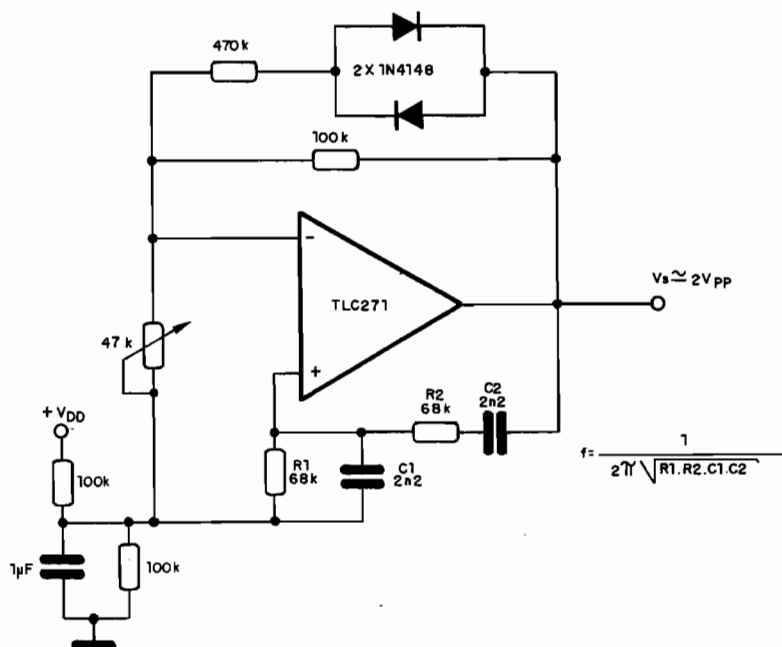 470k
2 X 1N4148
100k
-
TLC271
Vs ≃ 2Vpp
47k
+
R2
68k
C2
2n2
+ VDD
100k
R1
68k
C1
2n2
f= 1
2π √R1.R2.C1.C2
1µF
100k